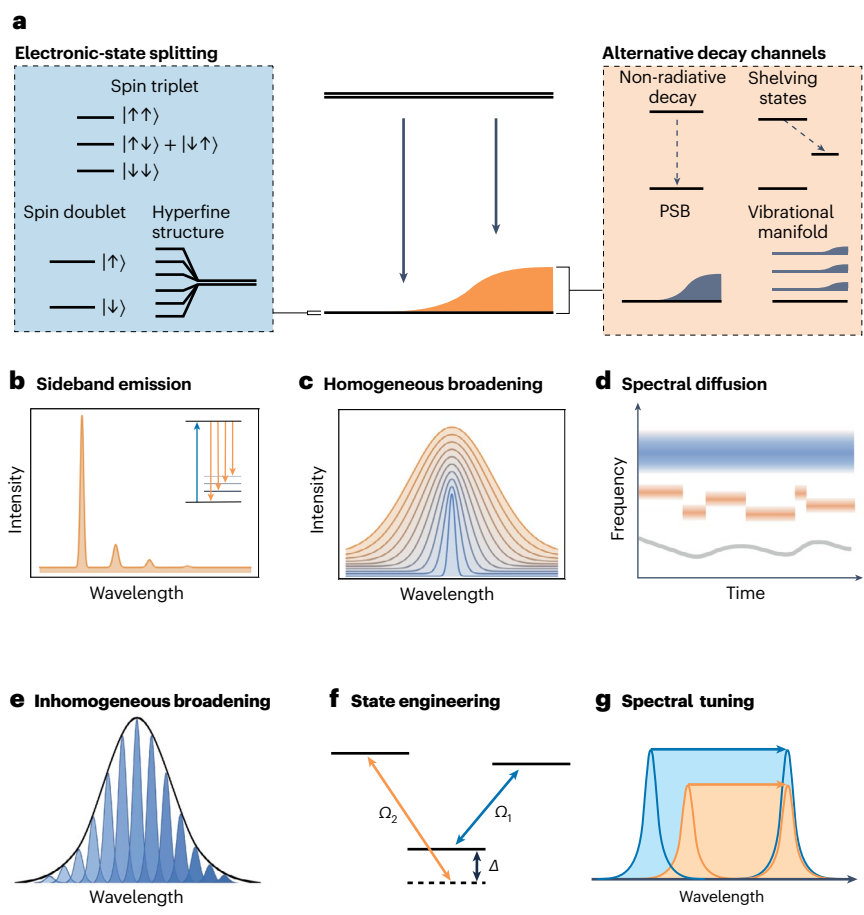 a
Electronic-state splitting
Alternative decay channels
Spin triplet
|↑↑⟩
|↑↓⟩ + |↓↑⟩
|↓↓⟩
Spin doublet
Hyperfine
structure
|↑⟩
|↓⟩
Non-radiative
decay
Shelving
states
PSB
Vibrational
manifold
b Sideband emission
Intensity
Wavelength
c Homogeneous broadening
Intensity
Wavelength
d Spectral diffusion
Frequency
Time
e Inhomogeneous broadening
Wavelength
f State engineering
Ω2
Ω1
Δ
g Spectral tuning
Wavelength